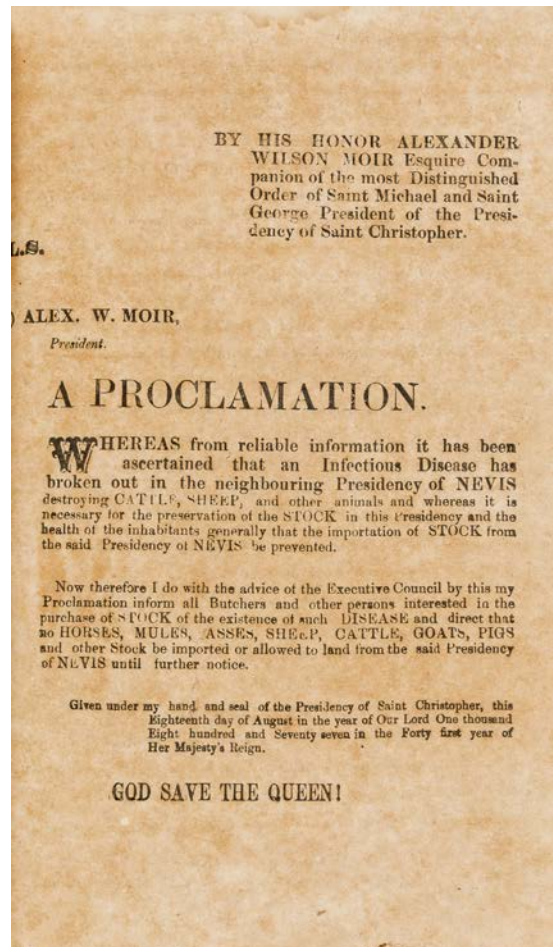 BY HIS HONOR ALEXANDER
WILSON MOIR Esquire Com-
panion of the most Distinguished
Order of Saint Michael and Saint
George President of the Presi-
dency of Saint Christopher.
L.S.
) ALEX. W. MOIR,
President.
A PROCLAMATION.
WHEREAS from reliable information it has been
ascertained that an Infectious Disease has
broken out in the neighbouring Presidency of NEVIS
destroying CATTLE, SHEEP, and other animals and whereas it is
necessary for the preservation of the STOCK in this Presidency and the
health of the inhabitants generally that the importation of STOCK from
the said Presidency of NEVIS be prevented.
Now therefore I do with the advice of the Executive Council by this my
Proclamation inform all Butchers and other persons interested in the
purchase of STOCK of the existence of such DISEASE and direct that
no HORSES, MULES, ASSES, SHEEP, CATTLE, GOATS, PIGS
and other Stock be imported or allowed to land from the said Presidency
of NEVIS until further notice.
Given under my hand and seal of the Presidency of Saint Christopher, this
Eighteenth day of August in the year of Our Lord One thousand
Eight hundred and Seventy seven in the Forty first year of
Her Majesty's Reign.
GOD SAVE THE QUEEN!